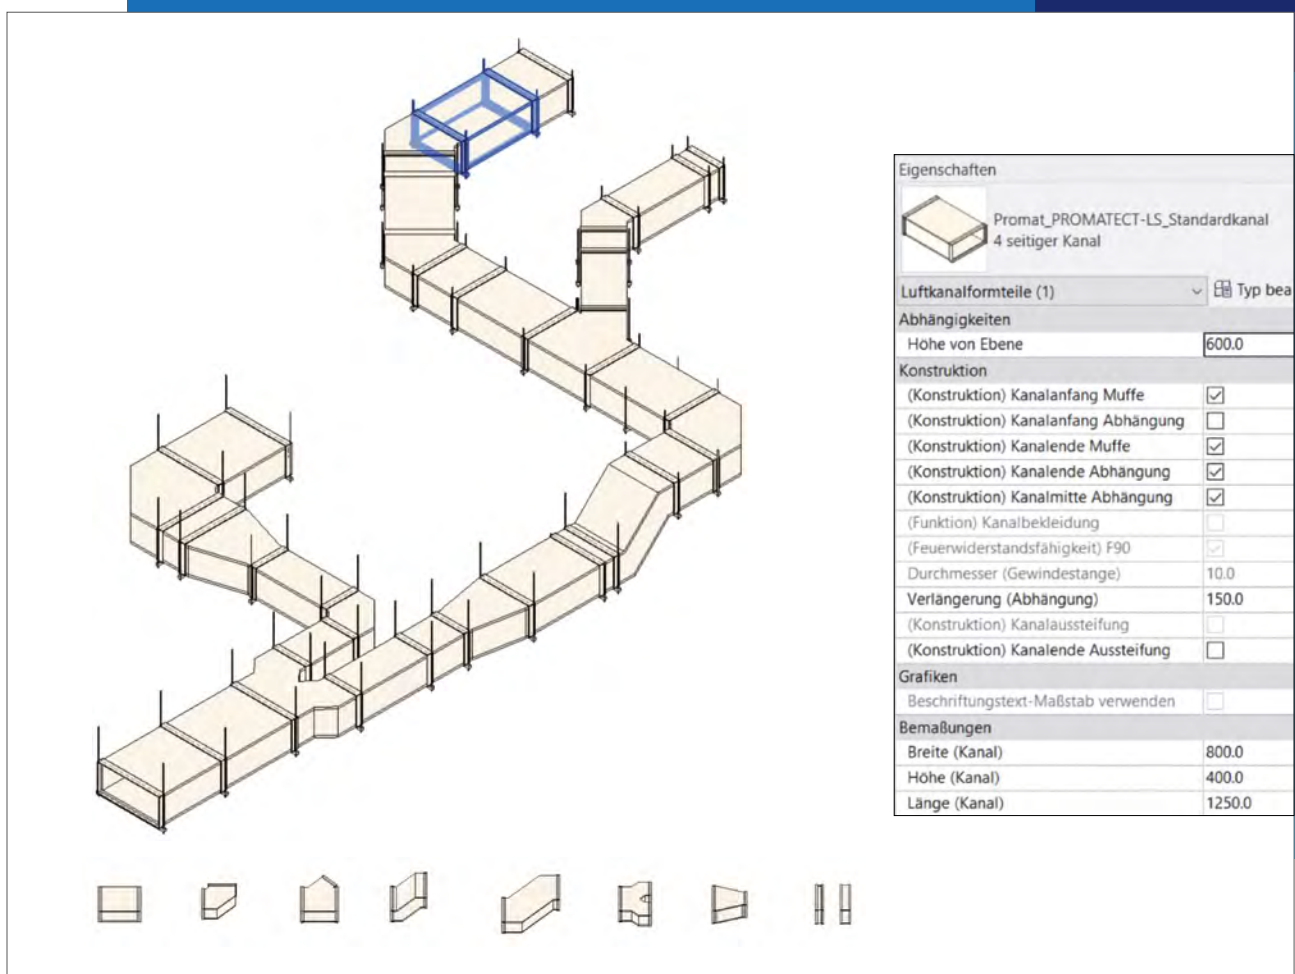 Eigenschaften
Promat_PROMATECT-LS_Standardkanal
4 seitiger Kanal
Luftkanalformteile (1)
Typ bea
Abhängigkeiten
Höhe von Ebene 600.0
Konstruktion
(Konstruktion) Kanalanfang Muffe
(Konstruktion) Kanalanfang Abhängung
(Konstruktion) Kanalende Muffe
(Konstruktion) Kanalende Abhängung
(Konstruktion) Kanalmitte Abhängung
(Funktion) Kanalbekleidung
(Feuerwiderstandsfähigkeit) F90
Durchmesser (Gewindestange) 10.0
Verlängerung (Abhängung) 150.0
(Konstruktion) Kanalaussteifung
(Konstruktion) Kanalende Aussteifung
Grafiken
Beschriftungstext-Maßstab verwenden
Bemaßungen
Breite (Kanal) 800.0
Höhe (Kanal) 400.0
Länge (Kanal) 1250.0